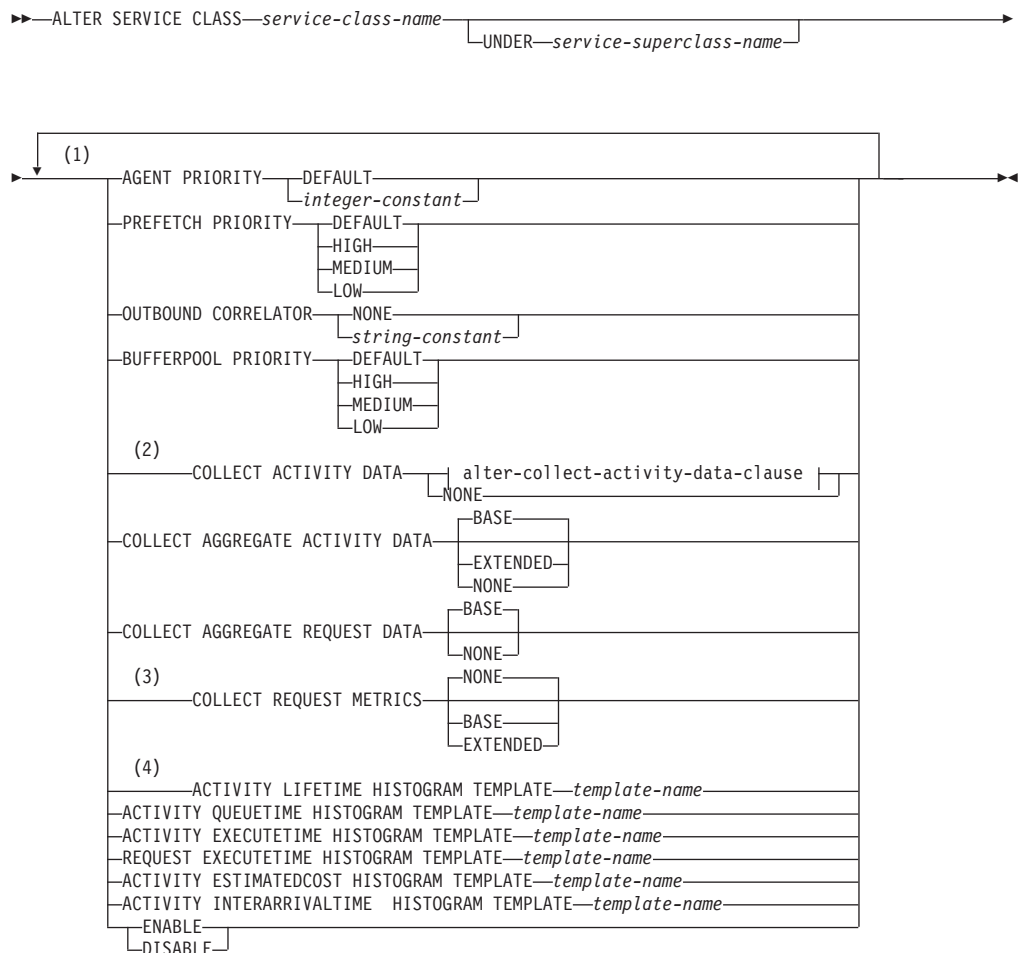 ALTER SERVICE CLASS service-class-name
UNDER service-superclass-name
(1)
AGENT PRIORITY DEFAULT
integer-constant
PREFETCH PRIORITY DEFAULT
HIGH
MEDIUM
LOW
OUTBOUND CORRELATOR NONE
string-constant
BUFFERPOOL PRIORITY DEFAULT
HIGH
MEDIUM
LOW
(2)
COLLECT ACTIVITY DATA alter-collect-activity-data-clause
NONE
BASE
COLLECT AGGREGATE ACTIVITY DATA
EXTENDED
NONE
BASE
COLLECT AGGREGATE REQUEST DATA
NONE
(3)
NONE
COLLECT REQUEST METRICS
BASE
EXTENDED
(4)
ACTIVITY LIFETIME HISTOGRAM TEMPLATE template-name
ACTIVITY QUEUETIME HISTOGRAM TEMPLATE template-name
ACTIVITY EXECUTETIME HISTOGRAM TEMPLATE template-name
REQUEST EXECUTETIME HISTOGRAM TEMPLATE template-name
ACTIVITY ESTIMATEDCOST HISTOGRAM TEMPLATE template-name
ACTIVITY INTERARRIVALTIME HISTOGRAM TEMPLATE template-name
ENABLE
DISABLE